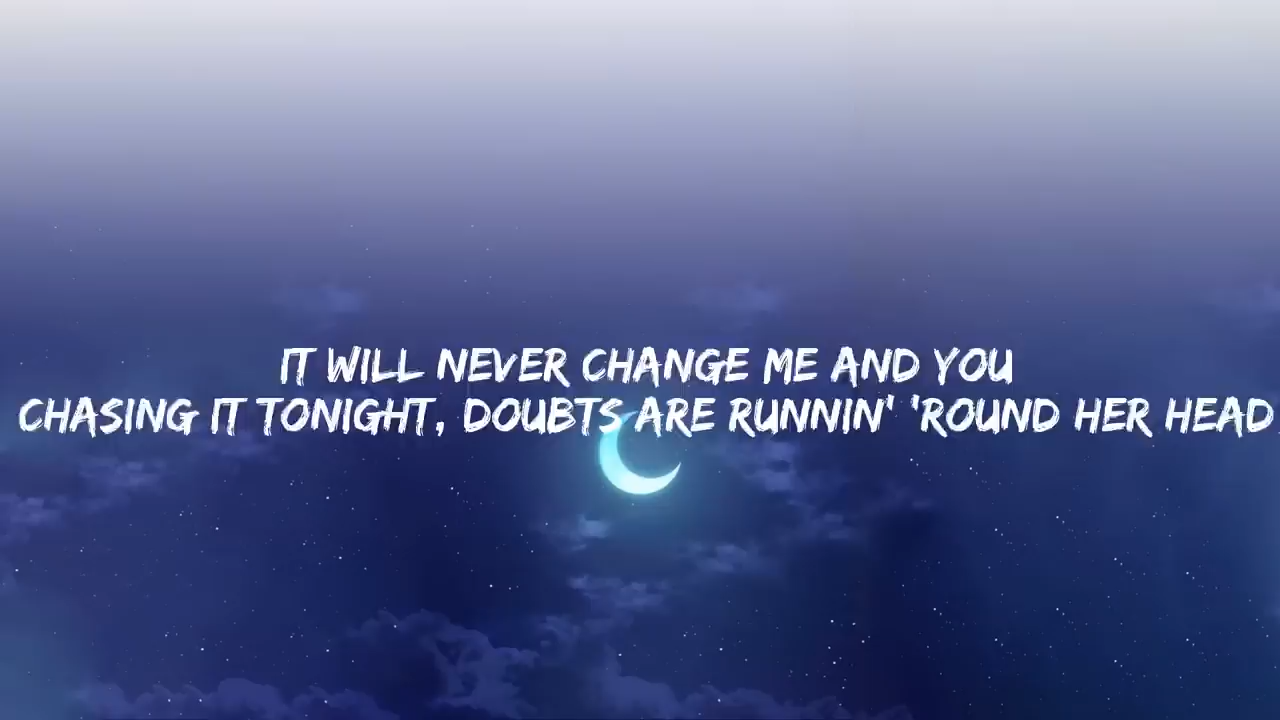 IT WILL NEVER CHANGE ME AND YOU
CHASING IT TONIGHT, DOUBTS ARE RUNNIN' 'ROUND HER HEAD